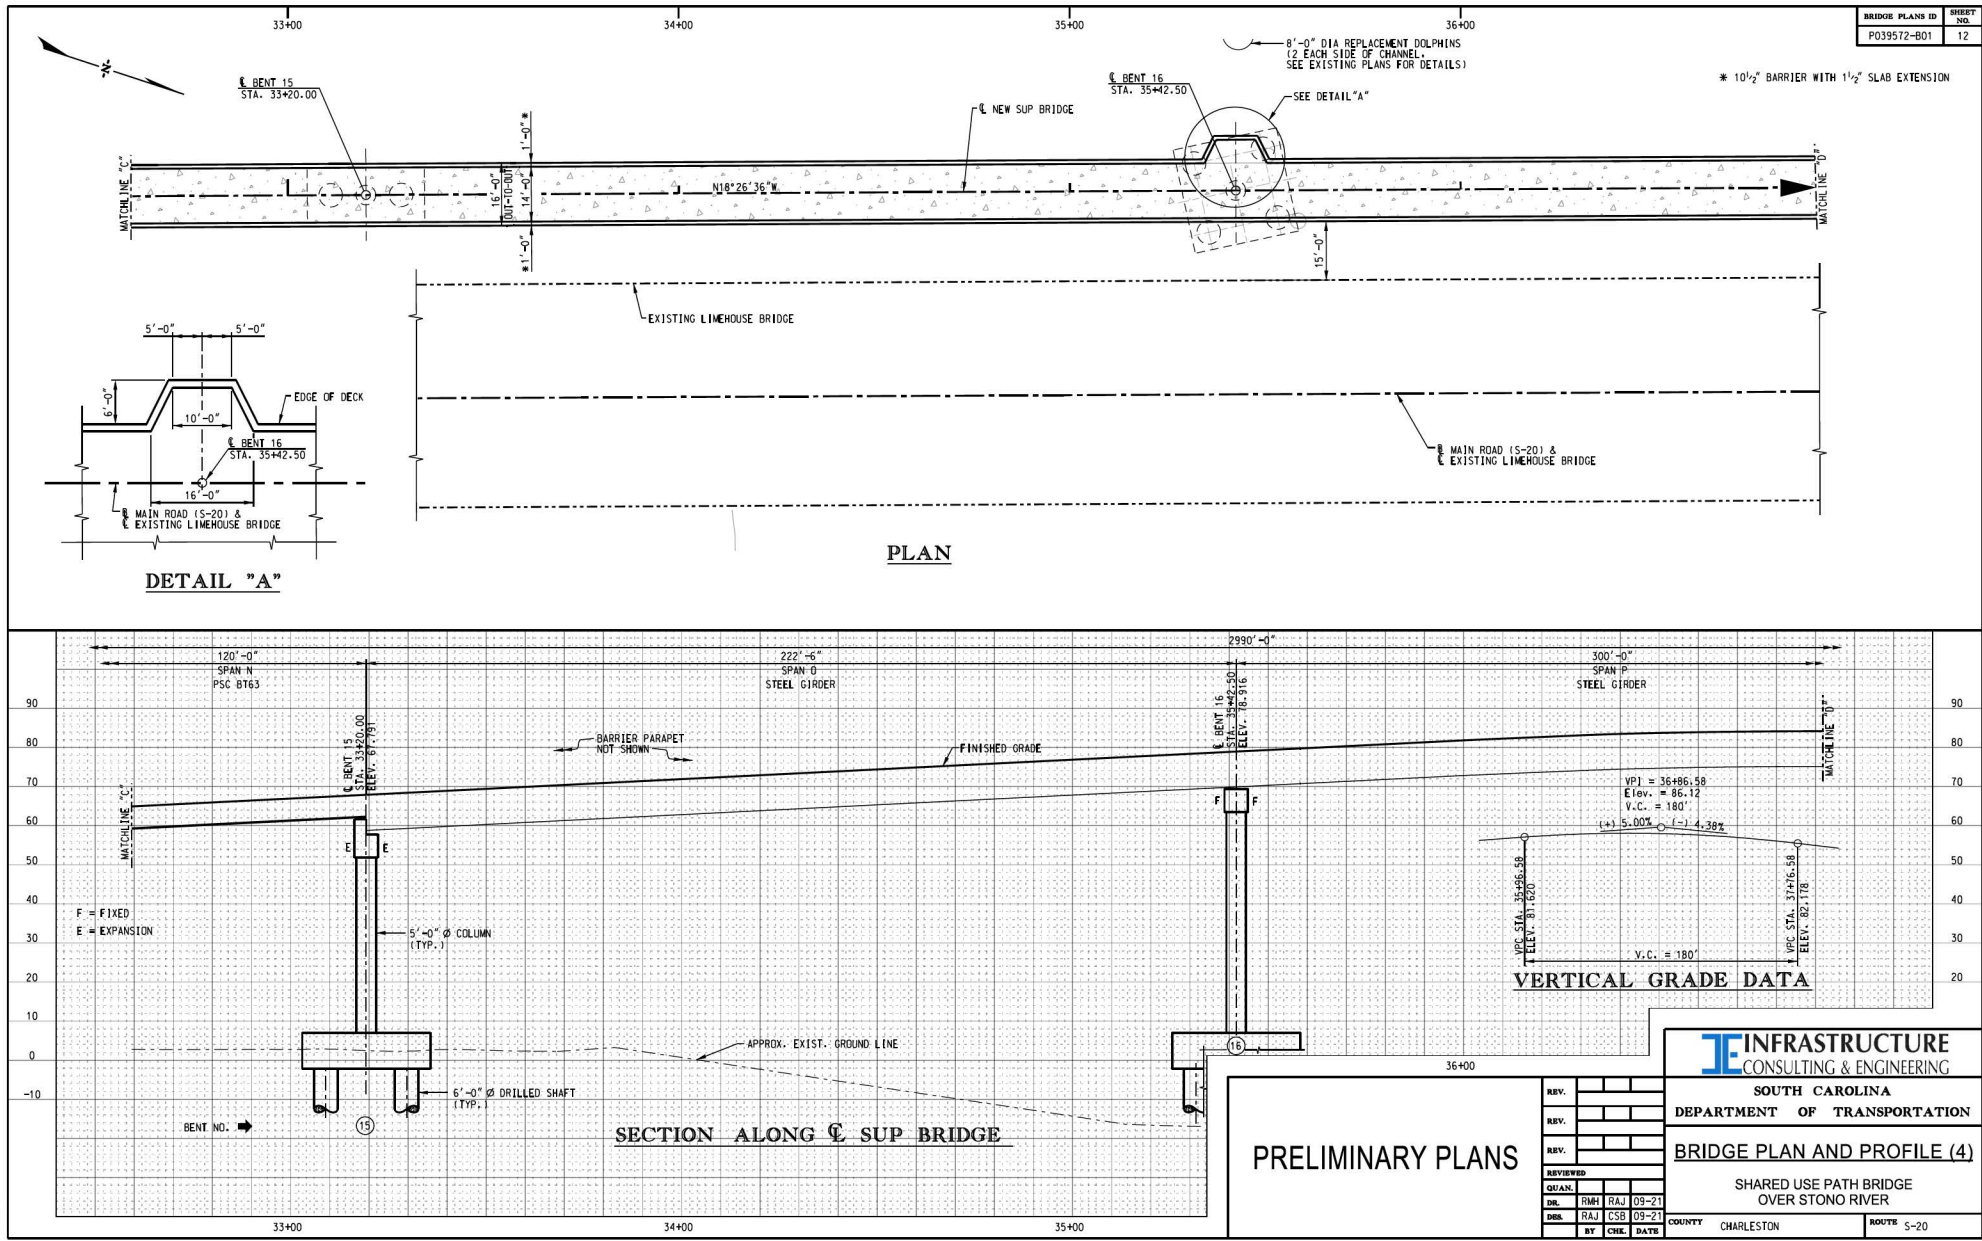 33+00
34+00
35+00
36+00
BRIDGE PLANS ID
SHEET NO.
P039572-B01
12
-N-
* 10 1/2" BARRIER WITH 1 1/2" SLAB EXTENSION
8'-0" DIA REPLACEMENT DOLPHINS
(2 EACH SIDE OF CHANNEL.
SEE EXISTING PLANS FOR DETAILS)
℄ BENT 15
STA. 33+20.00
℄ BENT 16
STA. 35+42.50
SEE DETAIL"A"
℄ NEW SUP BRIDGE
MATCHLINE "C"
1'-0" *
16'-0"
(OUT-TO-OUT)
14'-0"
*1'-0"
N18°26'36"W
15'-0"
MATCHLINE "D"
EXISTING LIMEHOUSE BRIDGE
℄ MAIN ROAD (S-20) &
℄ EXISTING LIMEHOUSE BRIDGE
PLAN
5'-0"
5'-0"
6'-0"
10'-0"
EDGE OF DECK
℄ BENT 16
STA. 35+42.50
16'-0"
℄ MAIN ROAD (S-20) &
℄ EXISTING LIMEHOUSE BRIDGE
DETAIL "A"
2990'-0"
120'-0"
SPAN N
PSC BT63
222'-6"
SPAN O
STEEL GIRDER
300'-0"
SPAN P
STEEL GIRDER
90
80
70
60
50
40
30
20
10
0
-10
90
80
70
60
50
40
30
20
MATCHLINE "C"
℄ BENT 15
STA. 33+20.00
ELEV. 67.791
BARRIER PARAPET
NOT SHOWN
FINISHED GRADE
℄ BENT 16
STA. 35+42.50
ELEV. 78.916
MATCHLINE "D"
E
E
F
F
F = FIXED
E = EXPANSION
5'-0" Ø COLUMN
(TYP.)
APPROX. EXIST. GROUND LINE
6'-0" Ø DRILLED SHAFT
(TYP.)
BENT NO.
15
16
SECTION ALONG ℄ SUP BRIDGE
VPI = 36+86.58
Elev. = 86.12
V.C. = 180'
(+) 5.00%
(-) 4.38%
VPC STA. 35+96.58
ELEV. 81.620
VPC STA. 37+76.58
ELEV. 82.178
V.C. = 180'
VERTICAL GRADE DATA
33+00
34+00
35+00
36+00
PRELIMINARY PLANS
REV.
REV.
REV.
REVIEWED
QUAN.
DR. RMH RAJ 09-21
DES. RAJ CSB 09-21
BY CHK. DATE
INFRASTRUCTURE
CONSULTING & ENGINEERING
SOUTH CAROLINA
DEPARTMENT OF TRANSPORTATION
BRIDGE PLAN AND PROFILE (4)
SHARED USE PATH BRIDGE
OVER STONO RIVER
COUNTY CHARLESTON
ROUTE S-20